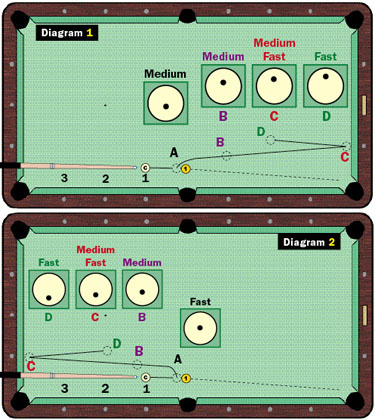 Diagram 1
Medium
Fast
Medium Fast
Medium
B C D
D
B
A C
C 1
3 2 1
Diagram 2
Medium
Fast Fast Medium
D C B
Fast
D
C B A
C 1
3 2 1